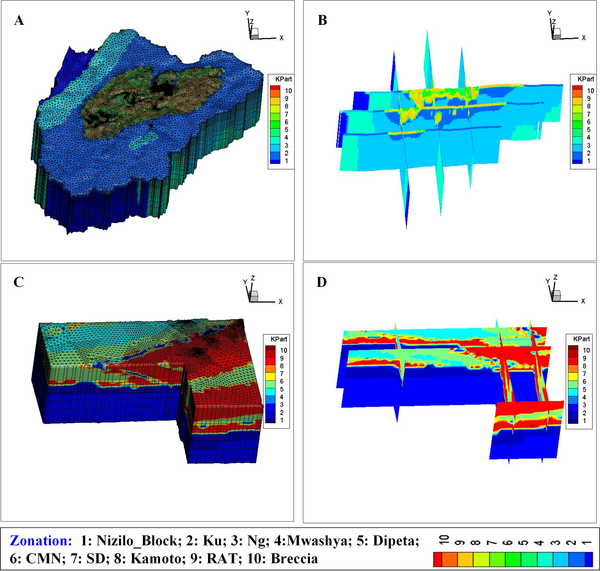 A
Y
Z
X
KPart
10
9
8
7
6
5
4
3
2
1
B
Y
Z
X
KPart
10
9
8
7
6
5
4
3
2
1
C
Y
Z
X
KPart
10
9
8
7
6
5
4
3
2
1
D
Y
Z
X
KPart
10
9
8
7
6
5
4
3
2
1
Zonation: 1: Nizilo_Block; 2: Ku; 3: Ng; 4:Mwashya; 5: Dipeta;
6: CMN; 7: SD; 8: Kamoto; 9: RAT; 10: Breccia
10 9 8 7 6 5 4 3 2 1